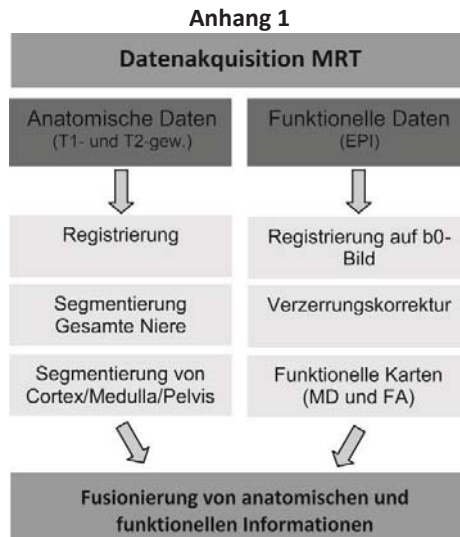 Anhang 1
Datenakquisition MRT
Anatomische Daten
(T1- und T2-gew.)
Funktionelle Daten
(EPI)
Registrierung
Segmentierung
Gesamte Niere
Segmentierung von
Cortex/Medulla/Pelvis
Registrierung auf b0-
Bild
Verzerrungskorrektur
Funktionelle Karten
(MD und FA)
Fusionierung von anatomischen und
funktionellen Informationen